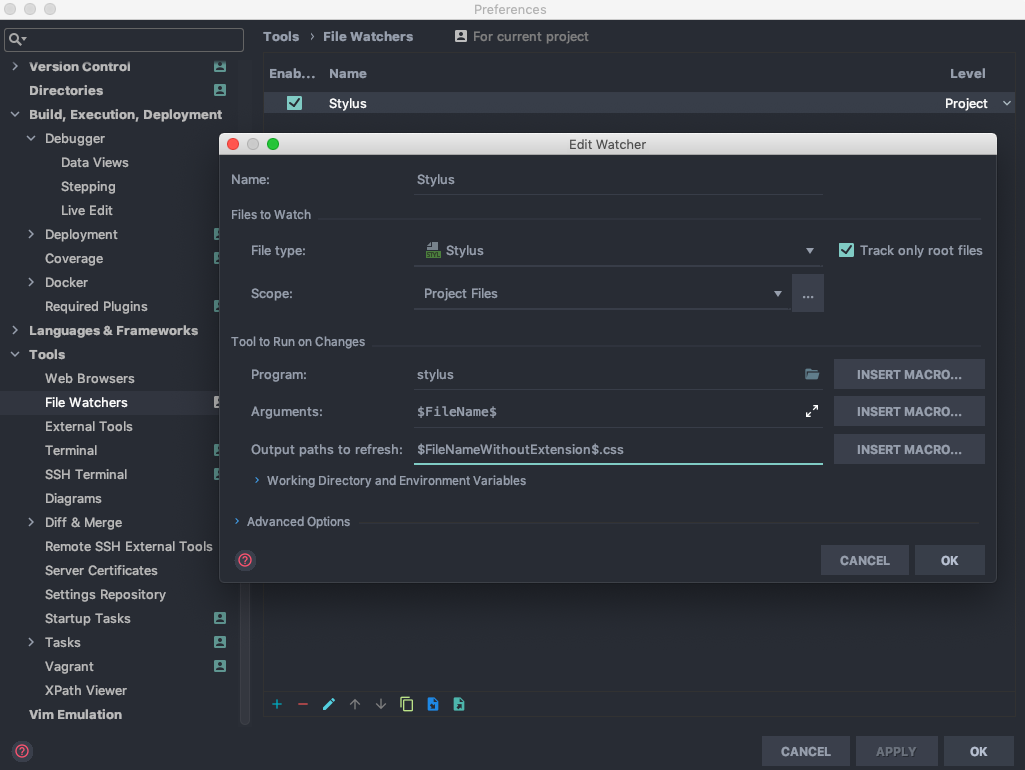 Preferences
Tools › File Watchers For current project
Version Control
Directories
Build, Execution, Deployment
Debugger
Data Views
Stepping
Live Edit
Deployment
Coverage
Docker
Required Plugins
Languages & Frameworks
Tools
Web Browsers
File Watchers
External Tools
Terminal
SSH Terminal
Diagrams
Diff & Merge
Remote SSH External Tools
Server Certificates
Settings Repository
Startup Tasks
Tasks
Vagrant
XPath Viewer
Vim Emulation
Enab... Name Level
Stylus Project
Edit Watcher
Name: Stylus
Files to Watch
File type: Stylus Track only root files
Scope: Project Files ...
Tool to Run on Changes
Program: stylus INSERT MACRO...
Arguments: $FileName$ INSERT MACRO...
Output paths to refresh: $FileNameWithoutExtension$.css INSERT MACRO...
Working Directory and Environment Variables
Advanced Options
? CANCEL OK
? CANCEL APPLY OK